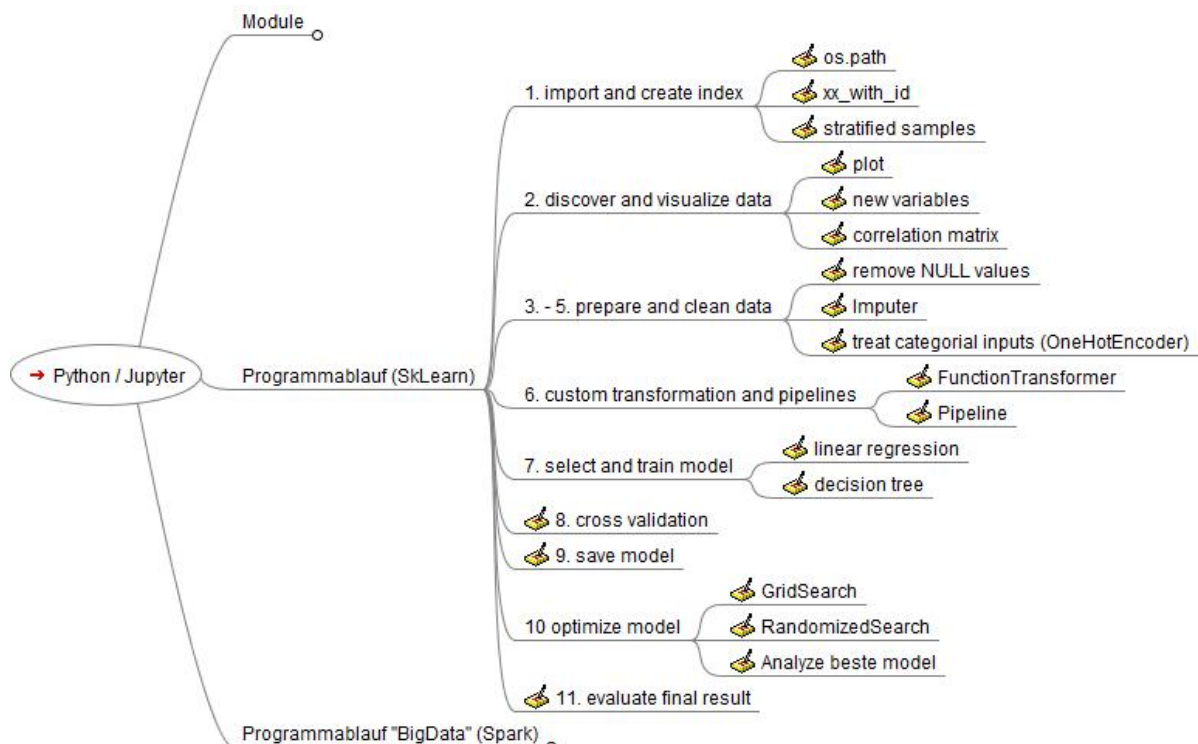 Module
Python / Jupyter
Programmablauf (SkLearn)
1. import and create index
os.path
xx_with_id
stratified samples
2. discover and visualize data
plot
new variables
correlation matrix
3. - 5. prepare and clean data
remove NULL values
Imputer
treat categorial inputs (OneHotEncoder)
6. custom transformation and pipelines
FunctionTransformer
Pipeline
7. select and train model
linear regression
decision tree
8. cross validation
9. save model
10 optimize model
GridSearch
RandomizedSearch
Analyze beste model
11. evaluate final result
Programmablauf "BigData" (Spark)